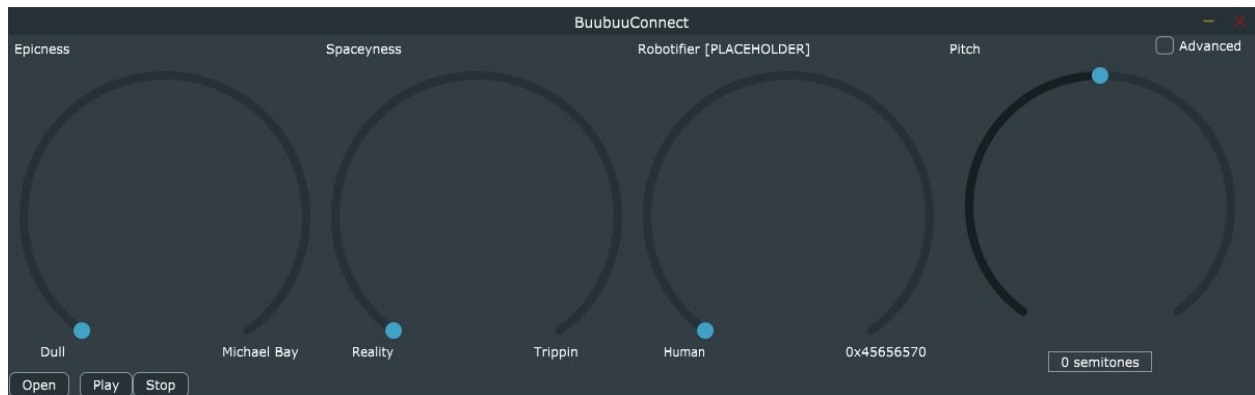 BuubuuConnect
Epicness
Spaceyness
Robotifier [PLACEHOLDER]
Pitch
Advanced
Dull
Michael Bay
Reality
Trippin
Human
0x45656570
0 semitones
Open
Play
Stop